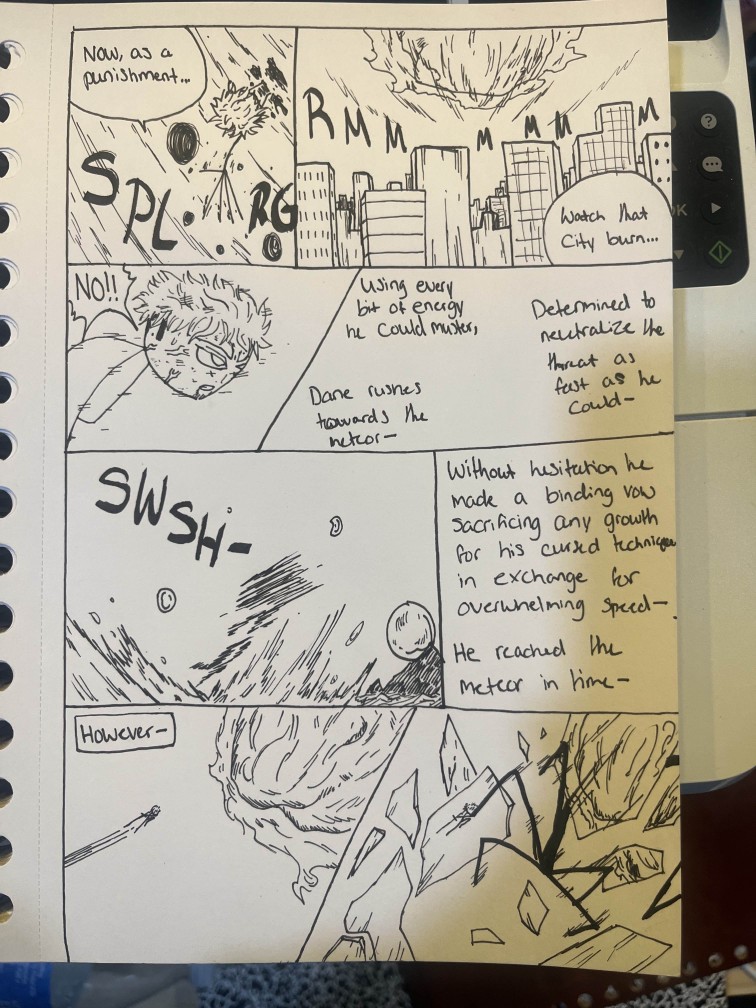 Now, as a
punishment...
SPL RG
RMM M MM M
Watch that
City burn...
NO!!
Using every
bit of energy
he could muster,
Dane rushes
towards the
meteor—
Determined to
neutralize the
threat as
fast as he
could—
SWSH-
Without hesitation he
made a binding vow
sacrificing any growth
for his cursed technique
in exchange for
overwhelming speed—
He reached the
meteor in time—
However—
OK